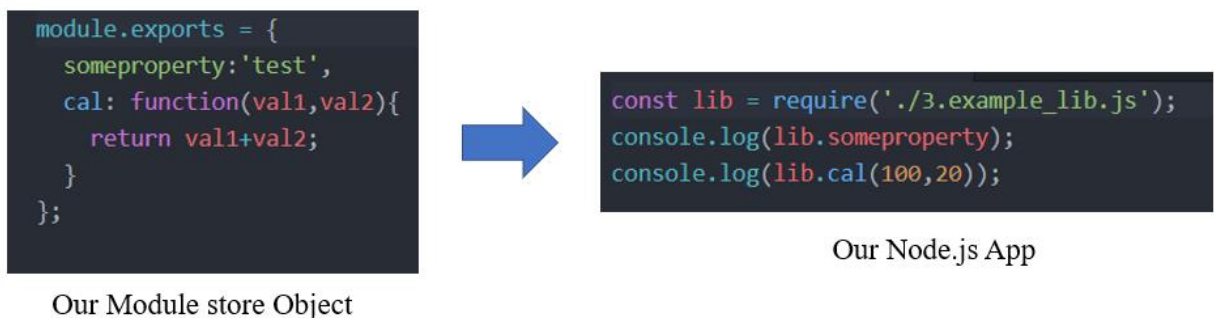 module.exports = {
someproperty:'test',
cal: function(val1,val2){
return val1+val2;
}
};
Our Module store Object
const lib = require('./3.example_lib.js');
console.log(lib.someproperty);
console.log(lib.cal(100,20));
Our Node.js App